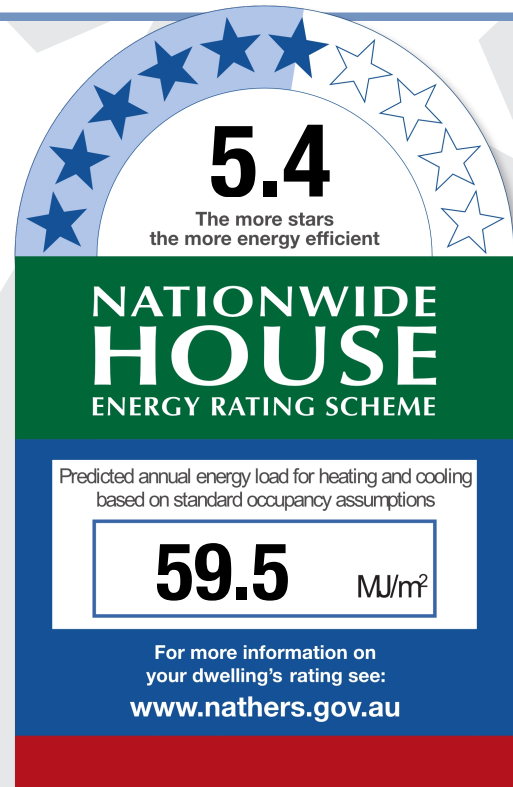 5.4
The more stars
the more energy efficient
NATIONWIDE
HOUSE
ENERGY RATING SCHEME
Predicted annual energy load for heating and cooling
based on standard occupancy assumptions
59.5 MJ/m²
For more information on
your dwelling's rating see:
www.nathers.gov.au